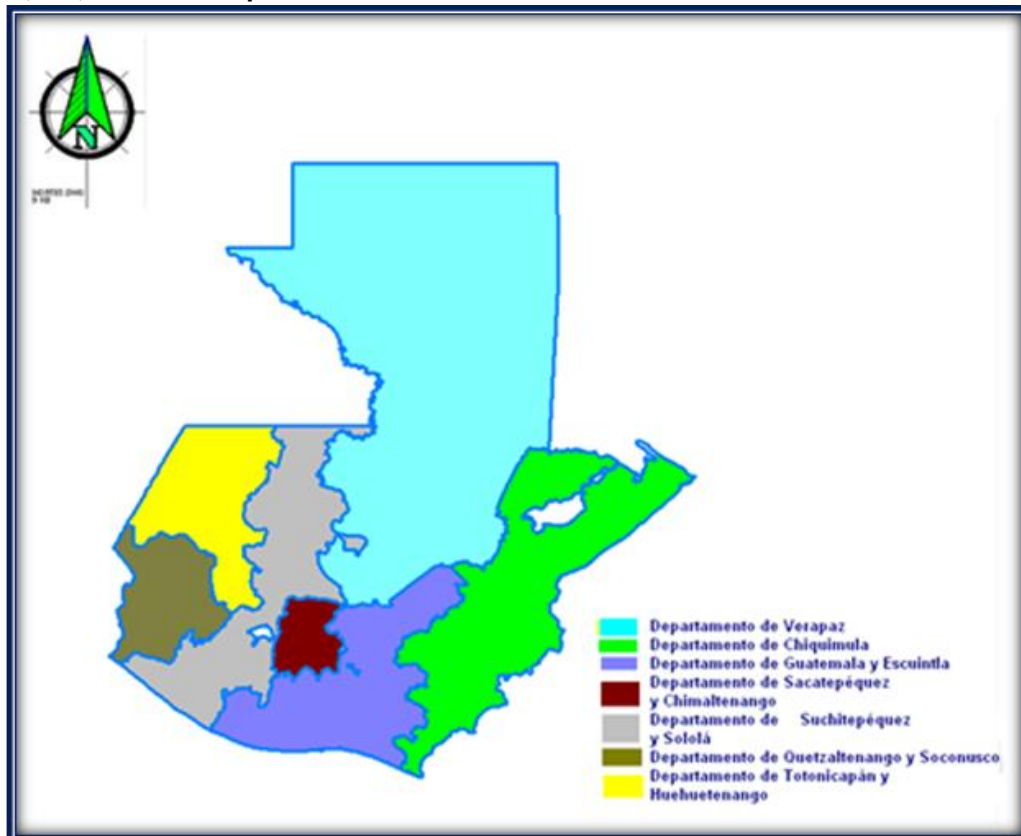 N
Departamento de Verapaz
Departamento de Chiquimula
Departamento de Guatemala y Escuintla
Departamento de Sacatepéquez
y Chimaltenango
Departamento de Suchitepéquez
y Sololá
Departamento de Quetzaltenango y Soconusco
Departamento de Totonicapán y
Huehuetenango